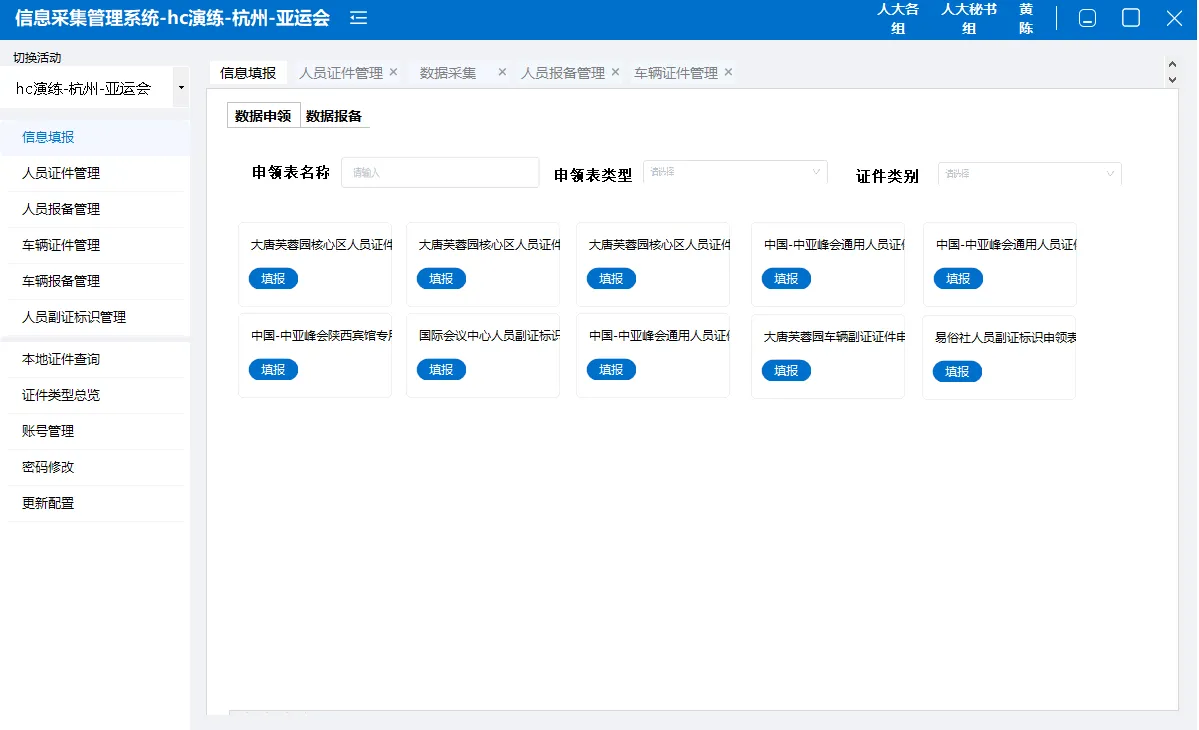 信息采集管理系统-hc演练-杭州-亚运会
人大各组
人大秘书组
黄陈
切换活动
hc演练-杭州-亚运会
信息填报
人员证件管理
数据采集
人员报备管理
车辆证件管理
信息填报
人员证件管理
人员报备管理
车辆证件管理
车辆报备管理
人员副证标识管理
本地证件查询
证件类型总览
账号管理
密码修改
更新配置
数据申领
数据报备
申领表名称
请输入
申领表类型
请选择
证件类别
请选择
大唐芙蓉园核心区人员证件
大唐芙蓉园核心区人员证件
大唐芙蓉园核心区人员证件
中国-中亚峰会通用人员证
中国-中亚峰会通用人员证
填报
填报
填报
填报
填报
中国-中亚峰会陕西宾馆专
国际会议中心人员副证标识
中国-中亚峰会通用人员证
大唐芙蓉园车辆副证证件申
易俗社人员副证标识申领表
填报
填报
填报
填报
填报